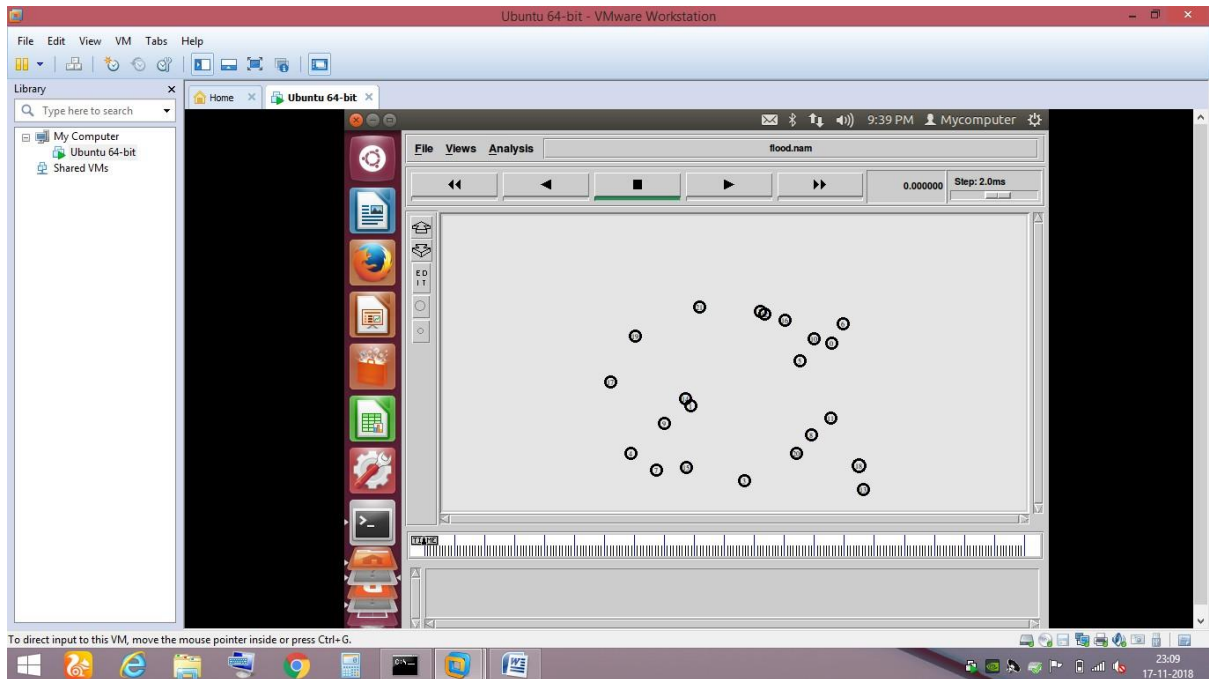 Ubuntu 64-bit - VMware Workstation
File Edit View VM Tabs Help
Library
Home
Ubuntu 64-bit
Type here to search
My Computer
Ubuntu 64-bit
Shared VMs
9:39 PM Mycomputer
File Views Analysis flood.nam
0.000000 Step: 2.0ms
E D
I T
TIME
To direct input to this VM, move the mouse pointer inside or press Ctrl+G.
23:09
17-11-2018